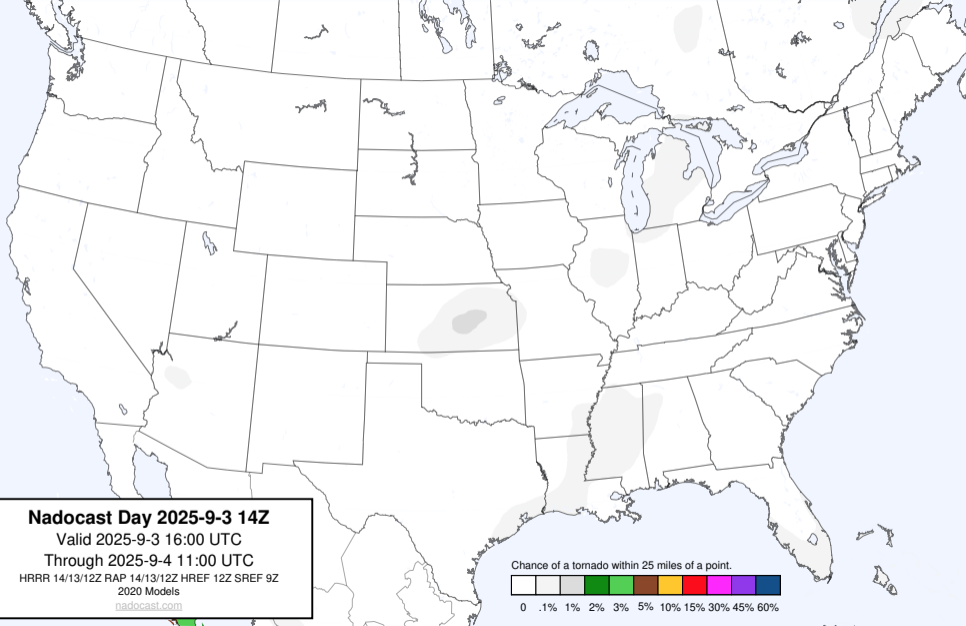 Nadocast Day 2025-9-3 14Z
Valid 2025-9-3 16:00 UTC
Through 2025-9-4 11:00 UTC
HRRR 14/13/12Z RAP 14/13/12Z HREF 12Z SREF 9Z
2020 Models
nadocast.com
Chance of a tornado within 25 miles of a point.
0 .1% 1% 2% 3% 5% 10% 15% 30% 45% 60%